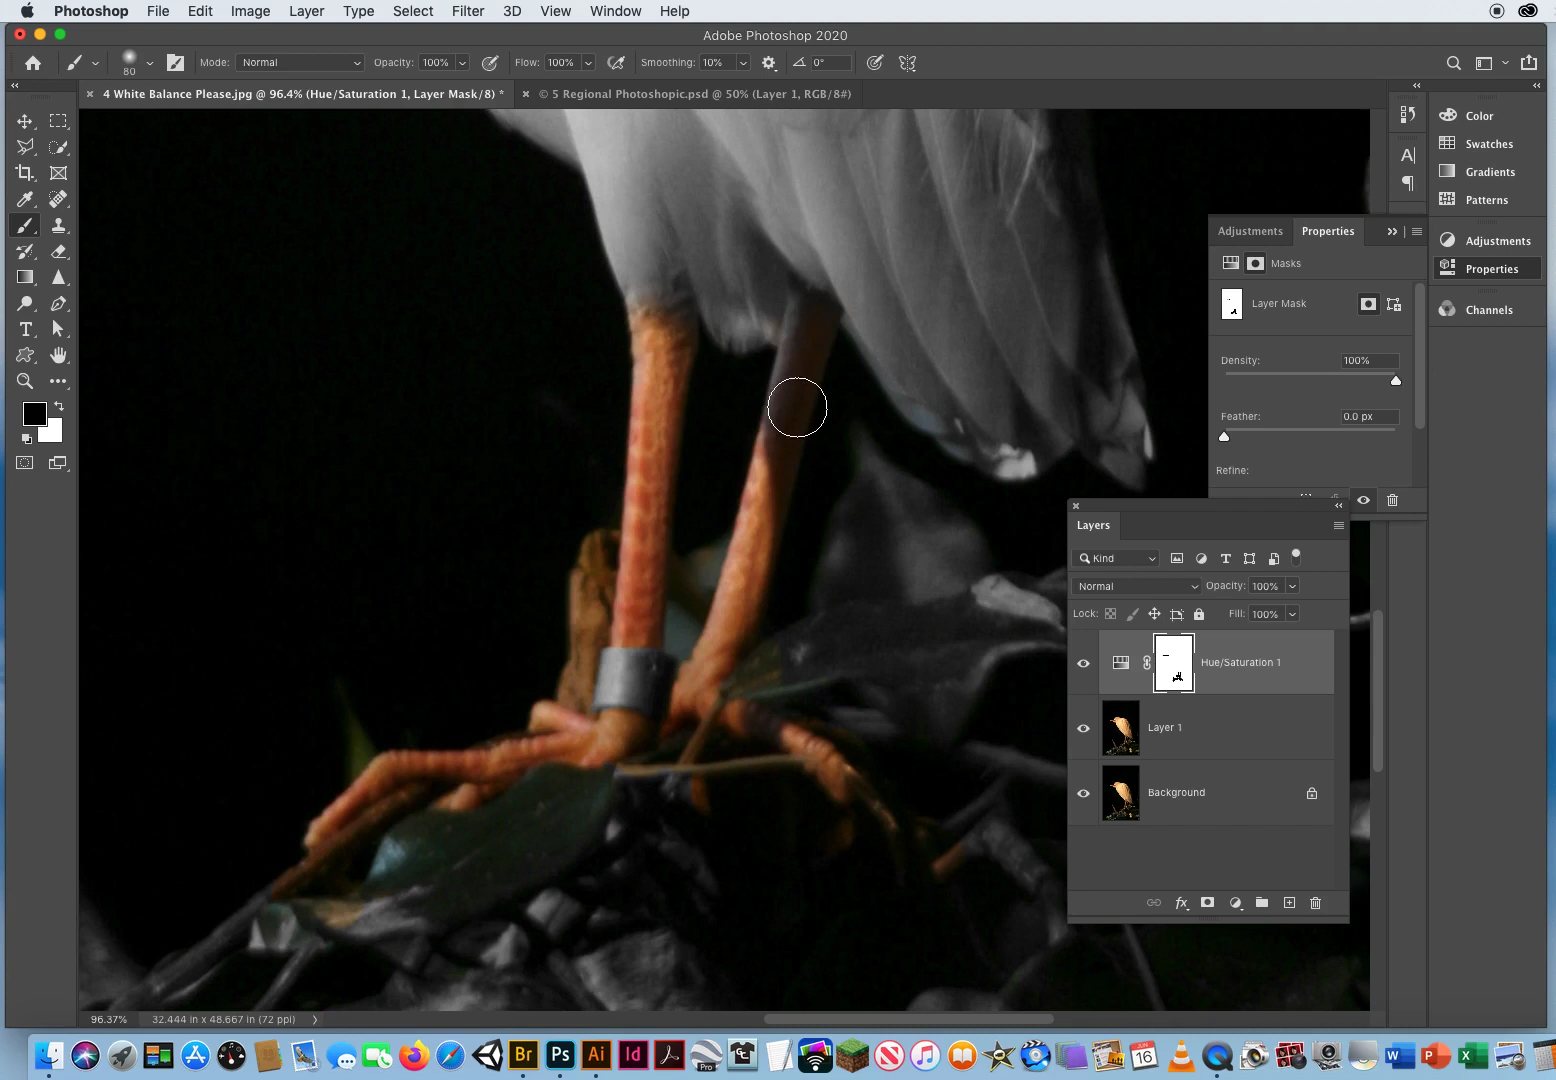 Photoshop File Edit Image Layer Type Select Filter 3D View Window Help
Adobe Photoshop 2020
80 Mode: Normal Opacity: 100% Flow: 100% Smoothing: 10% 0°
4 White Balance Please.jpg @ 96.4% (Hue/Saturation 1, Layer Mask/8) * © 5 Regional Photoshopic.psd @ 50% (Layer 1, RGB/8#)
Color
Swatches
Gradients
Patterns
Adjustments
Properties
Channels
Adjustments Properties
Masks
Layer Mask
Density: 100%
Feather: 0.0 px
Refine:
Layers
Kind
Normal Opacity: 100%
Lock: Fill: 100%
Hue/Saturation 1
Layer 1
Background
fx
96.37% 32.444 in x 48.667 in (72 ppi)
Br Ps Ai Id Pro JUN 16 W P X